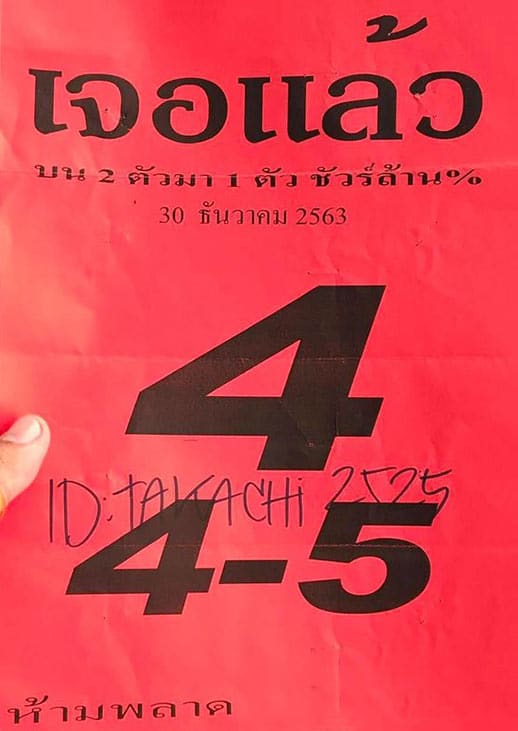 เจอแล้ว
บน 2 ตัวมา 1 ตัว ชัวร์ล้าน%
30 ธันวาคม 2563
4
ID: TAKACHi 2525
4-5
ห้ามพลาด